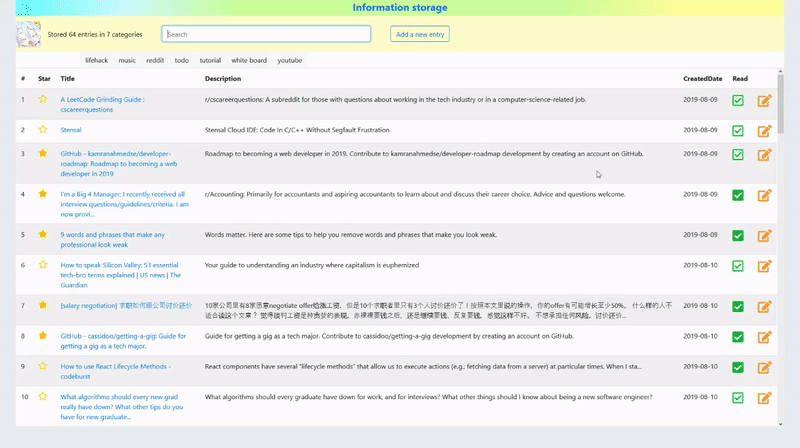 Information storage
Stored 64 entries in 7 categories
Search
Add a new entry
lifehack music reddit todo tutorial white board youtube
# Star Title Description CreatedDate Read
1 A LeetCode Grinding Guide : r/cscareerquestions: A subreddit for those with questions about working in the tech industry or in a computer-science-related job. 2019-08-09
cscareerquestions
2 Stensal Stensal Cloud IDE: Code In C/C++ Without Segfault Frustration 2019-08-09
3 GitHub - kamranahmedse/developer- Roadmap to becoming a web developer in 2019. Contribute to kamranahmedse/developer-roadmap development by creating an account on GitHub. 2019-08-09
roadmap: Roadmap to becoming a web
developer in 2019
4 I'm a Big 4 Manager; I recently received all r/Accounting: Primarily for accountants and aspiring accountants to learn about and discuss their career choice. Advice and questions welcome. 2019-08-09
interview questions/guidelines/criteria. I am
now provi...
5 9 words and phrases that make any Words matter. Here are some tips to help you remove words and phrases that make you look weak. 2019-08-09
professional look weak
6 How to speak Silicon Valley: 53 essential Your guide to understanding an industry where capitalism is euphemized 2019-08-10
tech-bro terms explained | US news | The
Guardian
7 [salary negotiation] 求职如何跟公司讨价还价 10家公司里有8家愿意negotiate offer给涨工资，但是10个求职者里只有3个人讨价还价了！按照本文里说的操作，你的offer有可能增长至少50%。 什么样的人不 2019-08-10
适合读这个文章？ 觉得谈判工资是种羞耻的表现。 还是继续要钱、反复要钱，感觉这样不好。 不想承担任何风险。讨价还价...
8 GitHub - cassidoo/getting-a-gig: Guide for Guide for getting a gig as a tech major. Contribute to cassidoo/getting-a-gig development by creating an account on GitHub. 2019-08-10
getting a gig as a tech major.
9 How to use React Lifecycle Methods - React components have several "lifecycle methods" that allow us to execute actions (e.g.: fetching data from a server) at particular times. When I sta... 2019-08-10
codeburst
10 What algorithms should every new grad What algorithms should every graduate have down for work, and for interviews? What other things should I know about being a new software engineer? 2019-08-10
really have down? What other tips do you
have for new graduate...